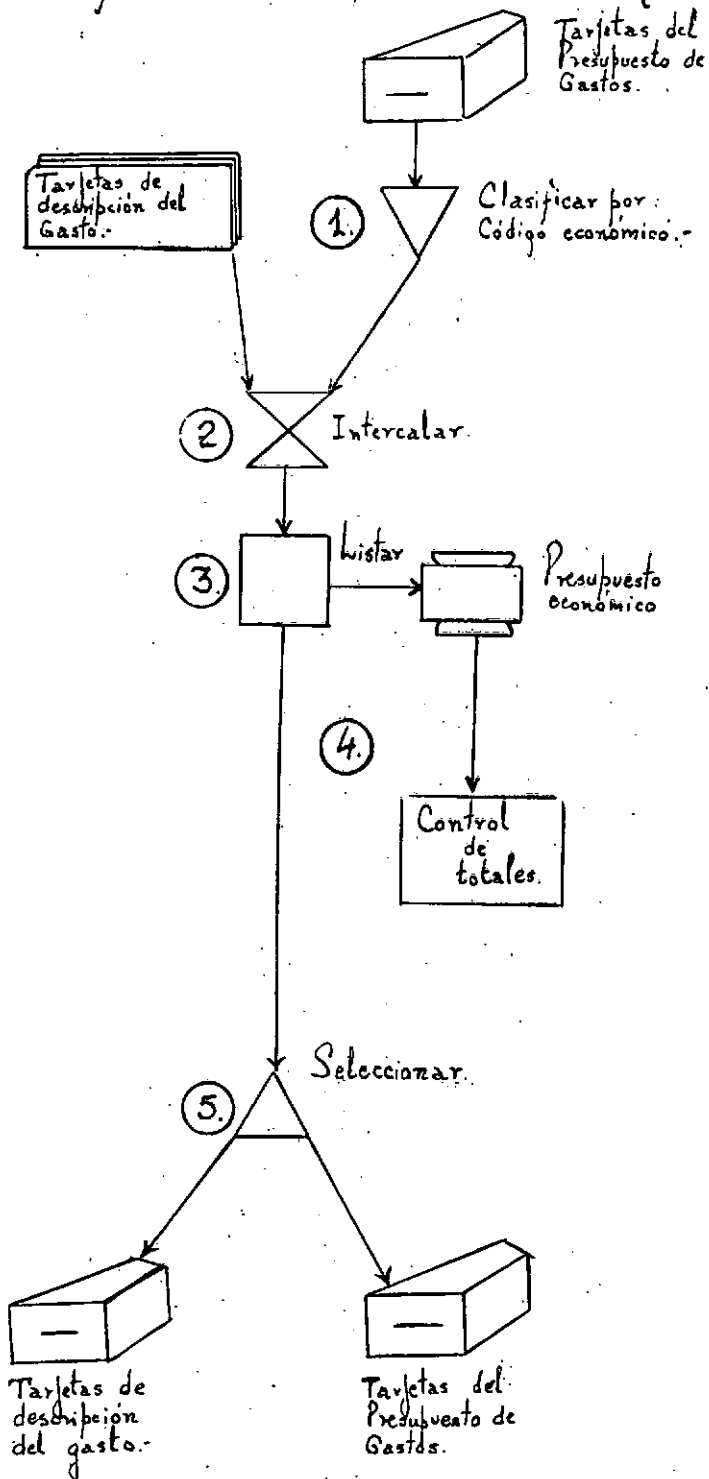 Tarjetas del
Presupuesto de
Gastos.
Tarjetas de
descripción del
Gasto.-
1.
Clasificar por:
Código económico.-
2
Intercalar.
3.
Listar
Presupuesto
económico
4.
Control
de
totales.
Seleccionar.
5.
Tarjetas de
descripción
del gasto.-
Tarjetas del
Presupuesto de
Gastos.